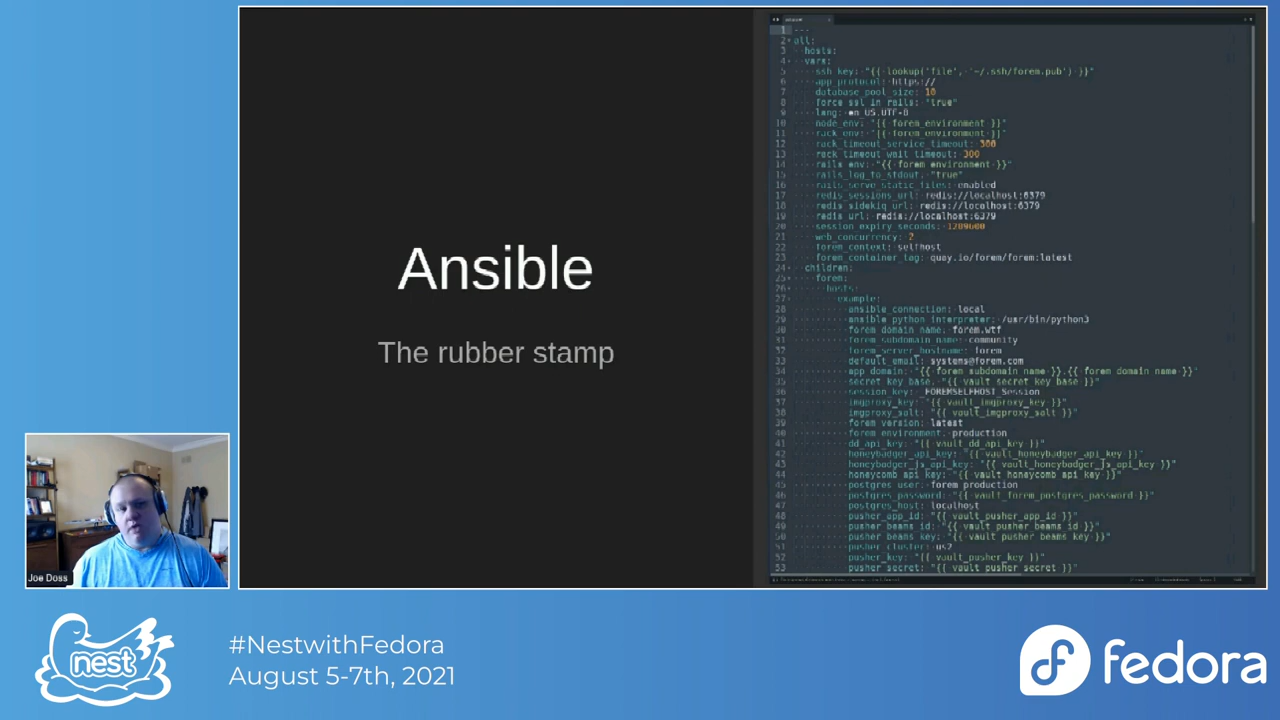 Ansible
The rubber stamp
1 ---
2 all:
3 hosts:
4 vars:
5 ssh_key: "{{ lookup('file', '~/.ssh/forem.pub') }}"
6 app_protocol: https://
7 database_pool_size: 10
8 force_ssl_in_rails: "true"
9 lang: en_US.UTF-8
10 node_env: "{{ forem_environment }}"
11 rack_env: "{{ forem_environment }}"
12 rack_timeout_service_timeout: 300
13 rack_timeout_wait_timeout: 300
14 rails_env: "{{ forem_environment }}"
15 rails_log_to_stdout: "true"
16 rails_serve_static_files: enabled
17 redis_sessions_url: redis://localhost:6379
18 redis_sidekiq_url: redis://localhost:6379
19 redis_url: redis://localhost:6379
20 session_expiry_seconds: 1209600
21 web_concurrency: 2
22 forem_context: selfhost
23 forem_container_tag: quay.io/forem/forem:latest
24 children:
25 forem:
26 hosts:
27 example:
28 ansible_connection: local
29 ansible_python_interpreter: /usr/bin/python3
30 forem_domain_name: forem.wtf
31 forem_subdomain_name: community
32 forem_server_hostname: forem
33 default_email: systems@forem.com
34 app_domain: "{{ forem_subdomain_name }}.{{ forem_domain_name }}"
35 secret_key_base: "{{ vault_secret_key_base }}"
36 session_key: _FOREMSELFHOST_Session
37 imgproxy_key: "{{ vault_imgproxy_key }}"
38 imgproxy_salt: "{{ vault_imgproxy_salt }}"
39 forem_version: latest
40 forem_environment: production
41 dd_api_key: "{{ vault_dd_api_key }}"
42 honeybadger_api_key: "{{ vault_honeybadger_api_key }}"
43 honeybadger_js_api_key: "{{ vault_honeybadger_js_api_key }}"
44 honeycomb_api_key: "{{ vault_honeycomb_api_key }}"
45 postgres_user: forem_production
46 postgres_password: "{{ vault_forem_postgres_password }}"
47 postgres_host: localhost
48 pusher_app_id: "{{ vault_pusher_app_id }}"
49 pusher_beams_id: "{{ vault_pusher_beams_id }}"
50 pusher_beams_key: "{{ vault_pusher_beams_key }}"
51 pusher_cluster: us2
52 pusher_key: "{{ vault_pusher_key }}"
53 pusher_secret: "{{ vault_pusher_secret }}"
Joe Doss
nest
#NestwithFedora
August 5-7th, 2021
fedora